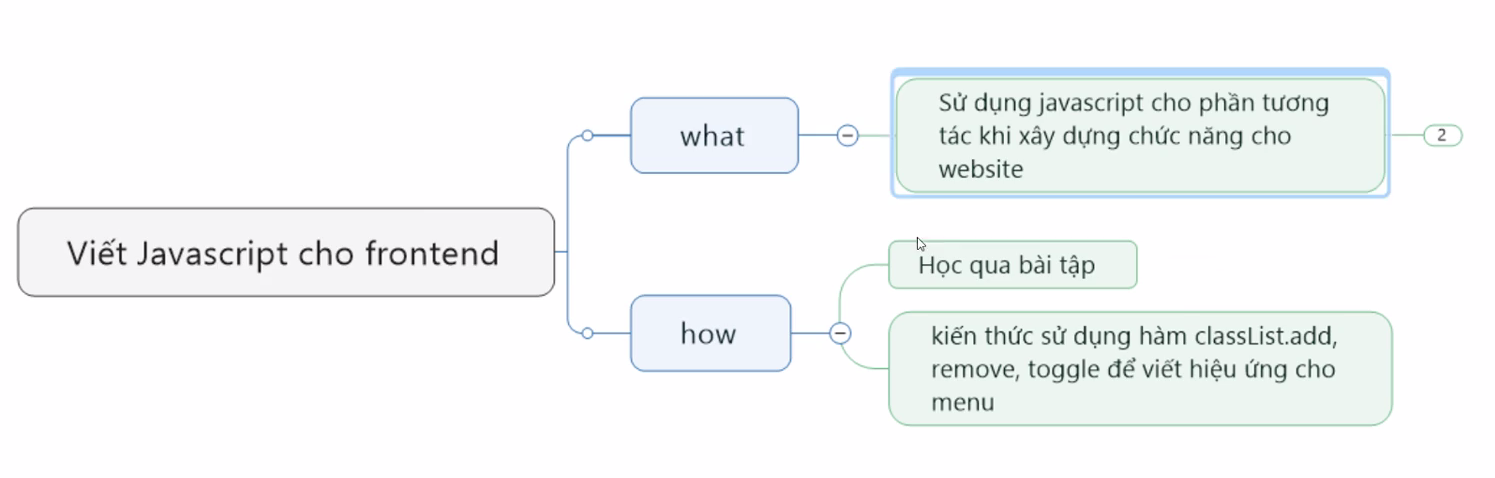 Viết Javascript cho frontend
what
Sử dụng javascript cho phần tương
tác khi xây dựng chức năng cho
website
2
how
Học qua bài tập
kiến thức sử dụng hàm classList.add,
remove, toggle để viết hiệu ứng cho
menu